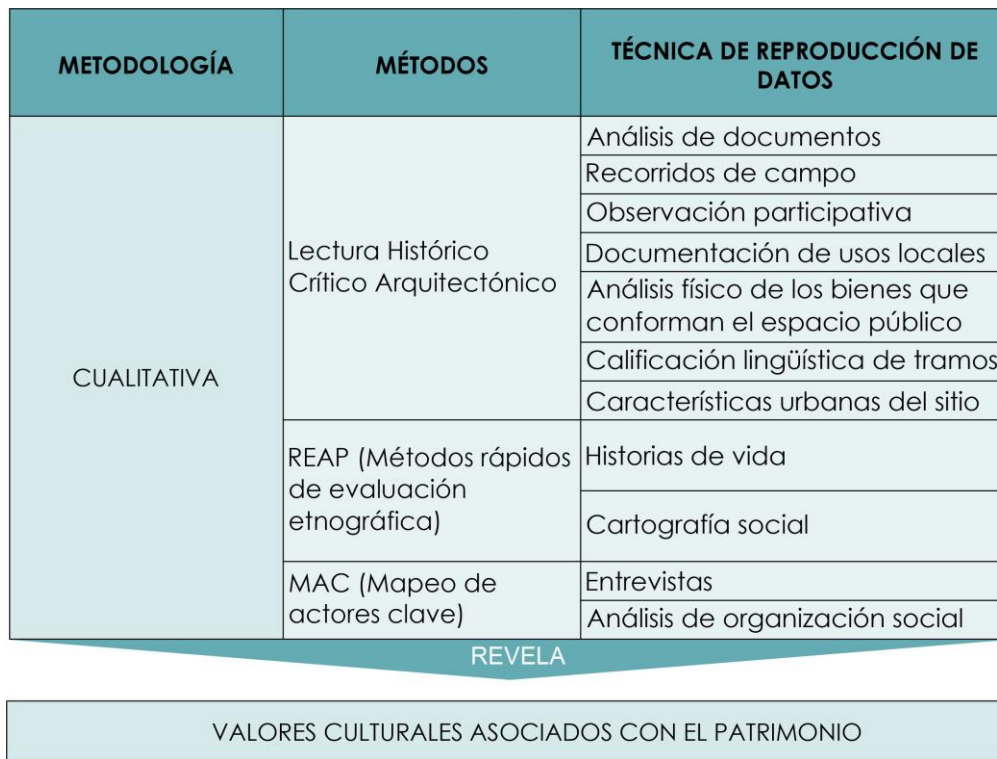 METODOLOGÍA
MÉTODOS
TÉCNICA DE REPRODUCCIÓN DE
DATOS
CUALITATIVA
Lectura Histórico
Crítico Arquitectónico
Análisis de documentos
Recorridos de campo
Observación participativa
Documentación de usos locales
Análisis físico de los bienes que
conforman el espacio público
Calificación lingüística de tramos
Características urbanas del sitio
REAP (Métodos rápidos
de evaluación
etnográfica)
Historias de vida
Cartografía social
MAC (Mapeo de
actores clave)
Entrevistas
Análisis de organización social
REVELA
VALORES CULTURALES ASOCIADOS CON EL PATRIMONIO